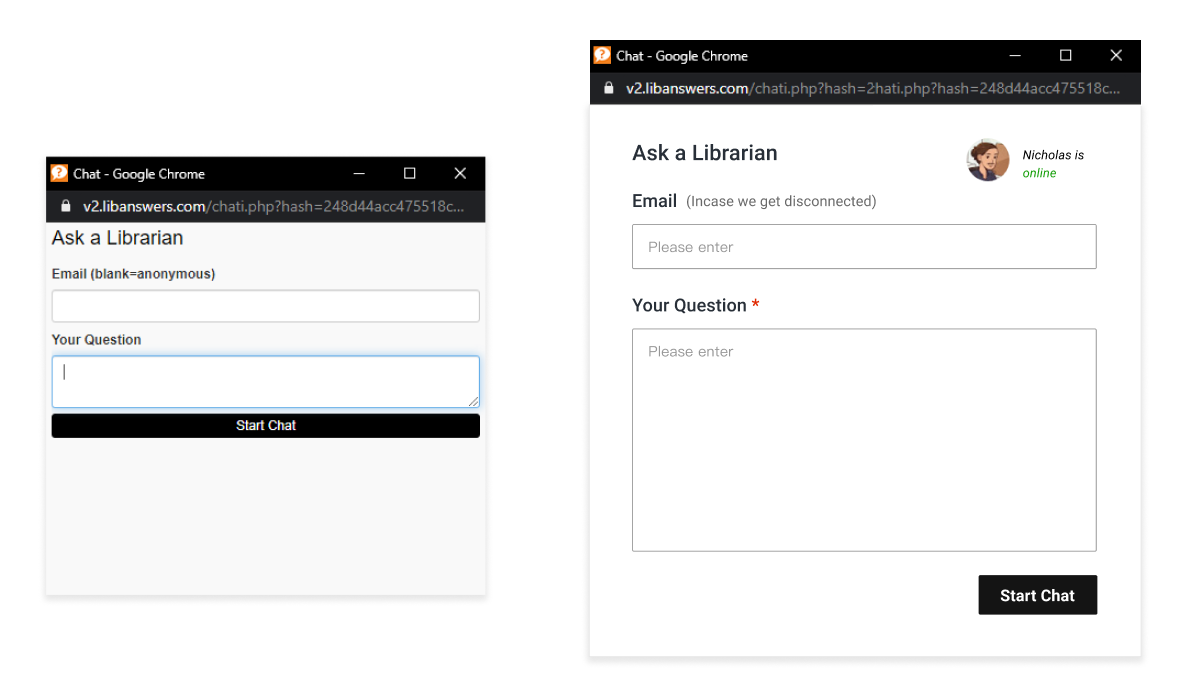 Chat - Google Chrome
v2.libanswers.com/chati.php?hash=248d44acc475518c...
Ask a Librarian
Email (blank=anonymous)
Your Question
Start Chat
Chat - Google Chrome
v2.libanswers.com/chati.php?hash=2hati.php?hash=248d44acc475518c...
Ask a Librarian
Nicholas is
online
Email (Incase we get disconnected)
Please enter
Your Question *
Please enter
Start Chat